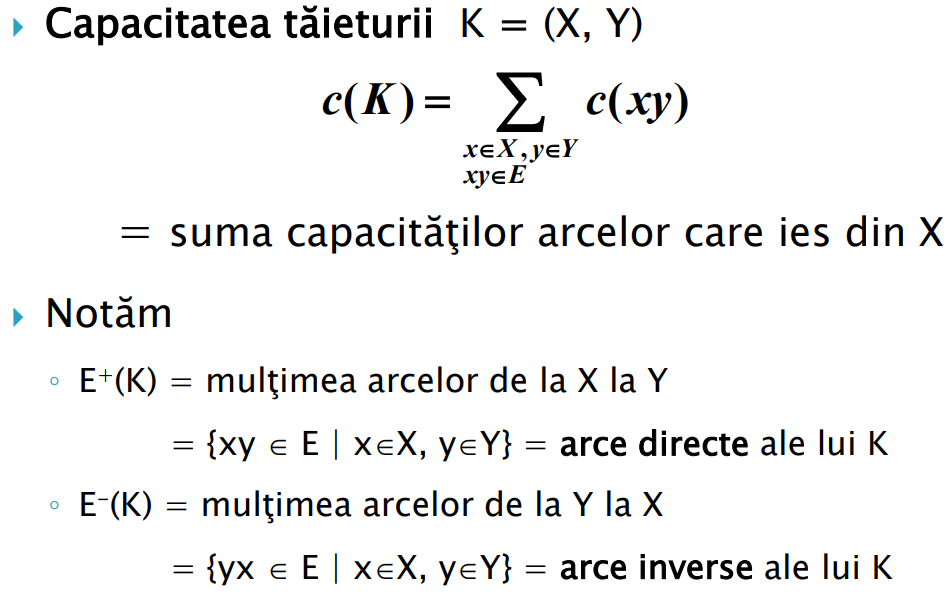 Capacitatea tăieturii K = (X, Y)
c(K) = ∑ c(xy)
x∈X, y∈Y
xy∈E
= suma capacităţilor arcelor care ies din X
Notăm
E⁺(K) = mulţimea arcelor de la X la Y
= {xy ∈ E | x∈X, y∈Y} = arce directe ale lui K
E⁻(K) = mulţimea arcelor de la Y la X
= {yx ∈ E | x∈X, y∈Y} = arce inverse ale lui K